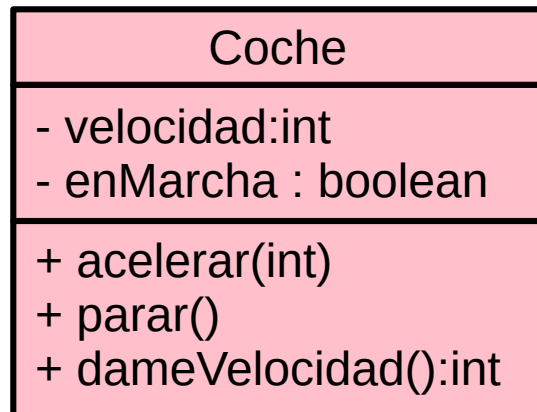 Coche
- velocidad:int
- enMarcha : boolean
+ acelerar(int)
+ parar()
+ dameVelocidad():int